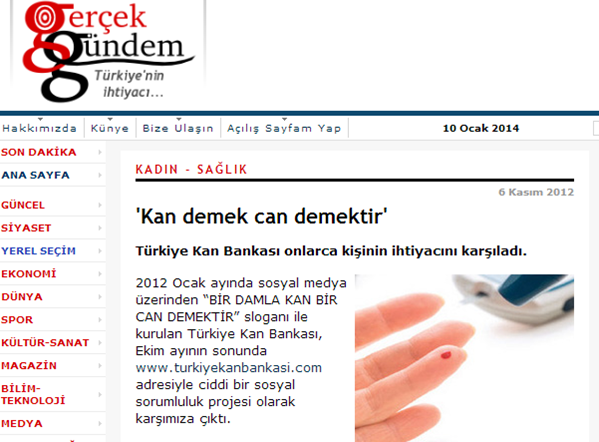 gerçek
gündem
Türkiye'nin
ihtiyacı...
Hakkımızda
Künye
Bize Ulaşın
Açılış Sayfam Yap
10 Ocak 2014
SON DAKİKA
ANA SAYFA
GÜNCEL
SİYASET
YEREL SEÇİM
EKONOMİ
DÜNYA
SPOR
KÜLTÜR-SANAT
MAGAZİN
BİLİM-
TEKNOLOJİ
MEDYA
KADIN - SAĞLIK
6 Kasım 2012
'Kan demek can demektir'
Türkiye Kan Bankası onlarca kişinin ihtiyacını karşıladı.
2012 Ocak ayında sosyal medya
üzerinden “BİR DAMLA KAN BİR
CAN DEMEKTİR” sloganı ile
kurulan Türkiye Kan Bankası,
Ekim ayının sonunda
www.turkiyekanbankasi.com
adresiyle ciddi bir sosyal
sorumluluk projesi olarak
karşımıza çıktı.